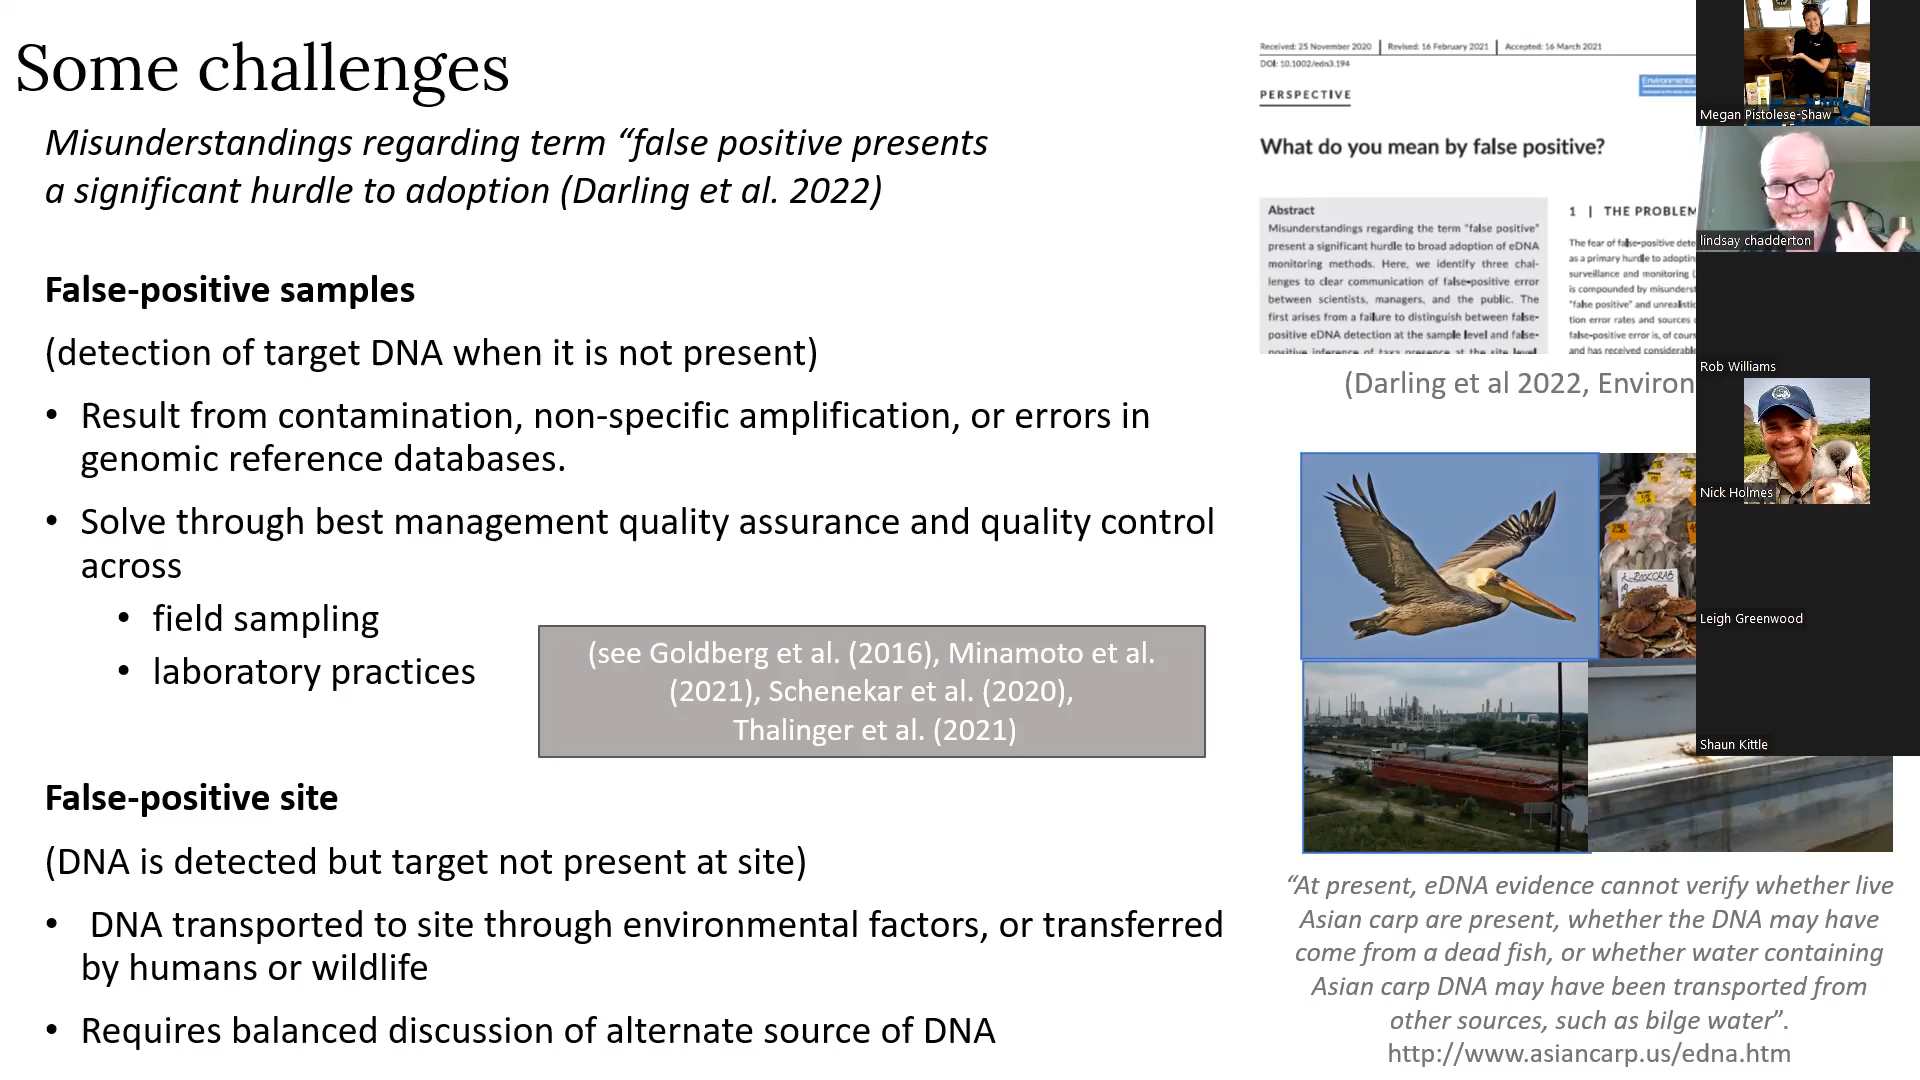 Some challenges
Misunderstandings regarding term “false positive presents
a significant hurdle to adoption (Darling et al. 2022)
False-positive samples
(detection of target DNA when it is not present)
• Result from contamination, non-specific amplification, or errors in
genomic reference databases.
• Solve through best management quality assurance and quality control
across
• field sampling
• laboratory practices
(see Goldberg et al. (2016), Minamoto et al.
(2021), Schenekar et al. (2020),
Thalinger et al. (2021)
False-positive site
(DNA is detected but target not present at site)
• DNA transported to site through environmental factors, or transferred
by humans or wildlife
• Requires balanced discussion of alternate source of DNA
Received: 25 November 2020 | Revised: 16 February 2021 | Accepted: 16 March 2021
DOI: 10.1002/edn3.194
Environmental
PERSPECTIVE
What do you mean by false positive?
Abstract
Misunderstandings regarding the term “false positive”
present a significant hurdle to broad adoption of eDNA
monitoring methods. Here, we identify three chal-
lenges to clear communication of false-positive error
between scientists, managers, and the public. The
first arises from a failure to distinguish between false-
positive eDNA detection at the sample level and false-
positive inference of taxa presence at the site level.
1 | THE PROBLEM
The fear of false-positive dete
as a primary hurdle to adoptin
surveillance and monitoring (
is compounded by misunderst
"false positive" and unrealistic
tion error rates and sources o
false-positive error is, of cours
and has received considerabl
(Darling et al 2022, Environ
“At present, eDNA evidence cannot verify whether live
Asian carp are present, whether the DNA may have
come from a dead fish, or whether water containing
Asian carp DNA may have been transported from
other sources, such as bilge water”.
http://www.asiancarp.us/edna.htm
Megan Pistolese-Shaw
lindsay chadderton
Rob Williams
Nick Holmes
Leigh Greenwood
Shaun Kittle